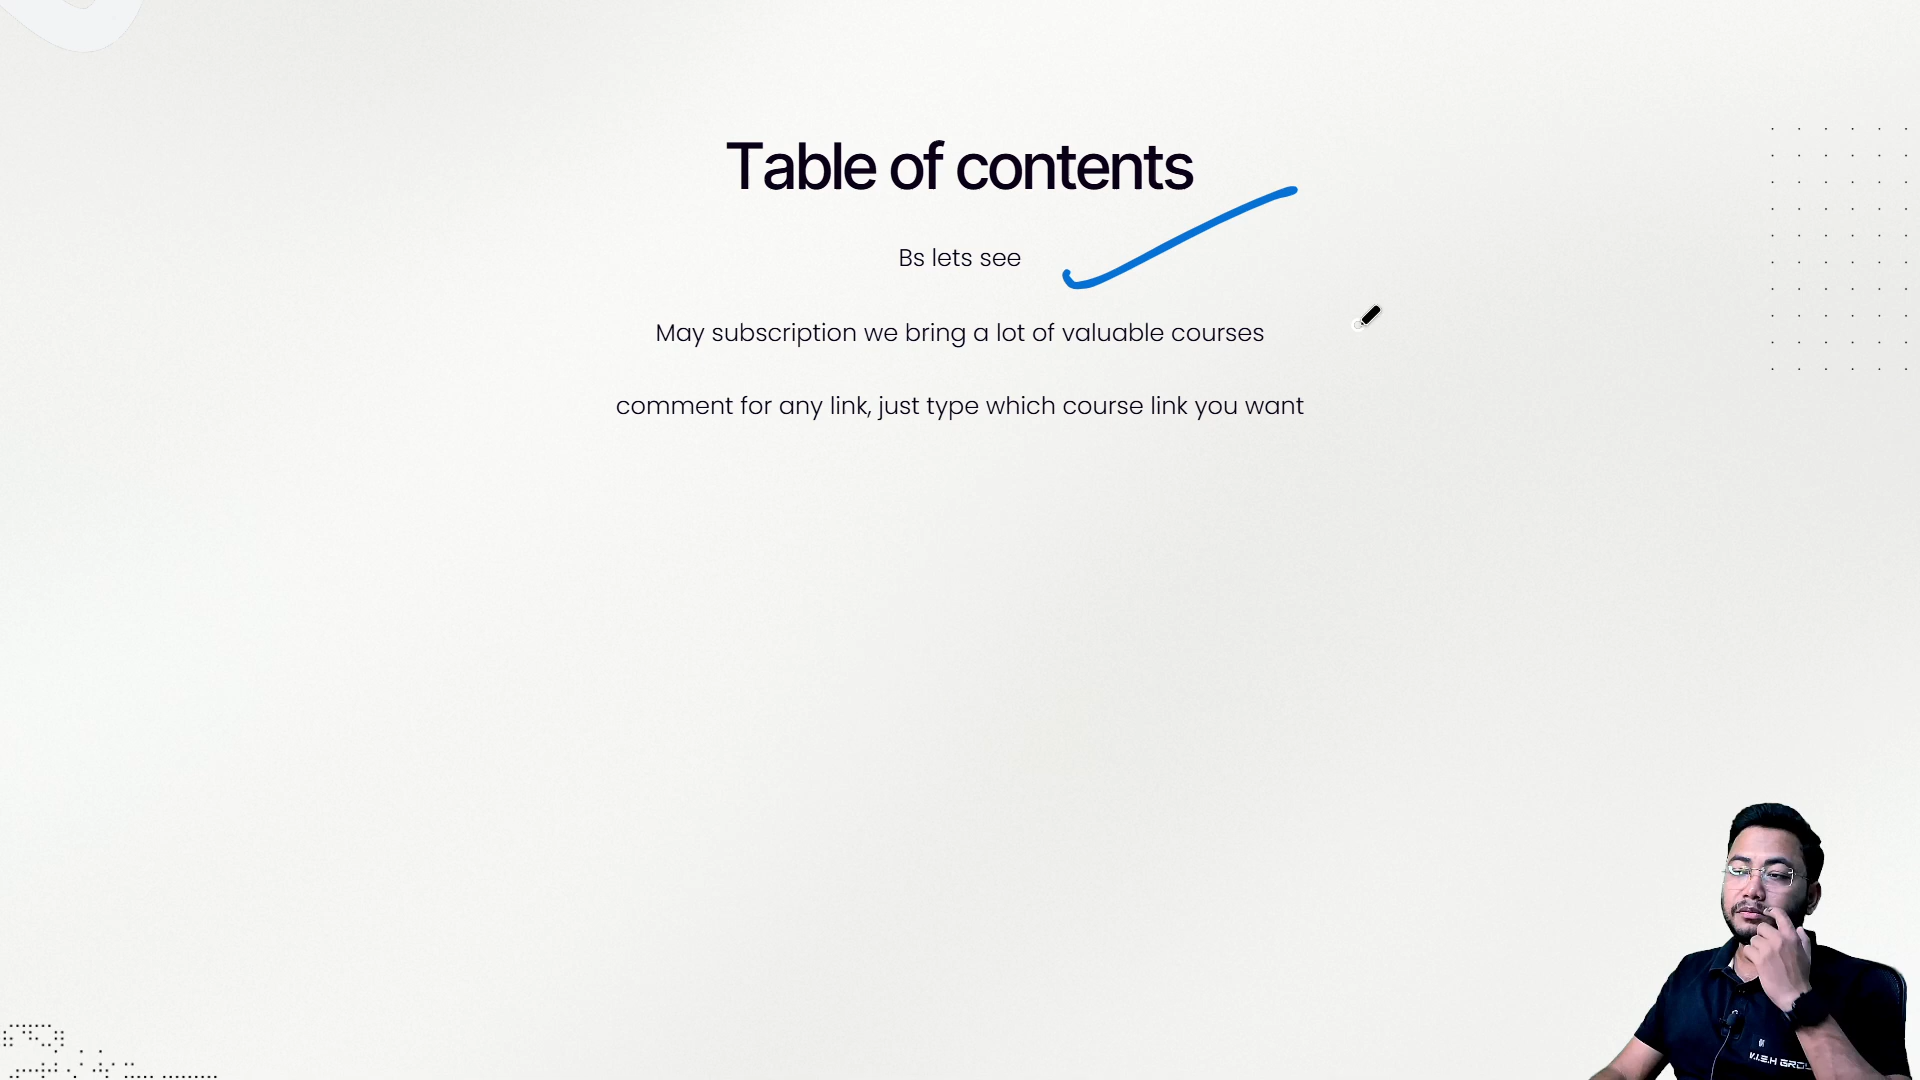 Table of contents
Bs lets see
May subscription we bring a lot of valuable courses
comment for any link, just type which course link you want